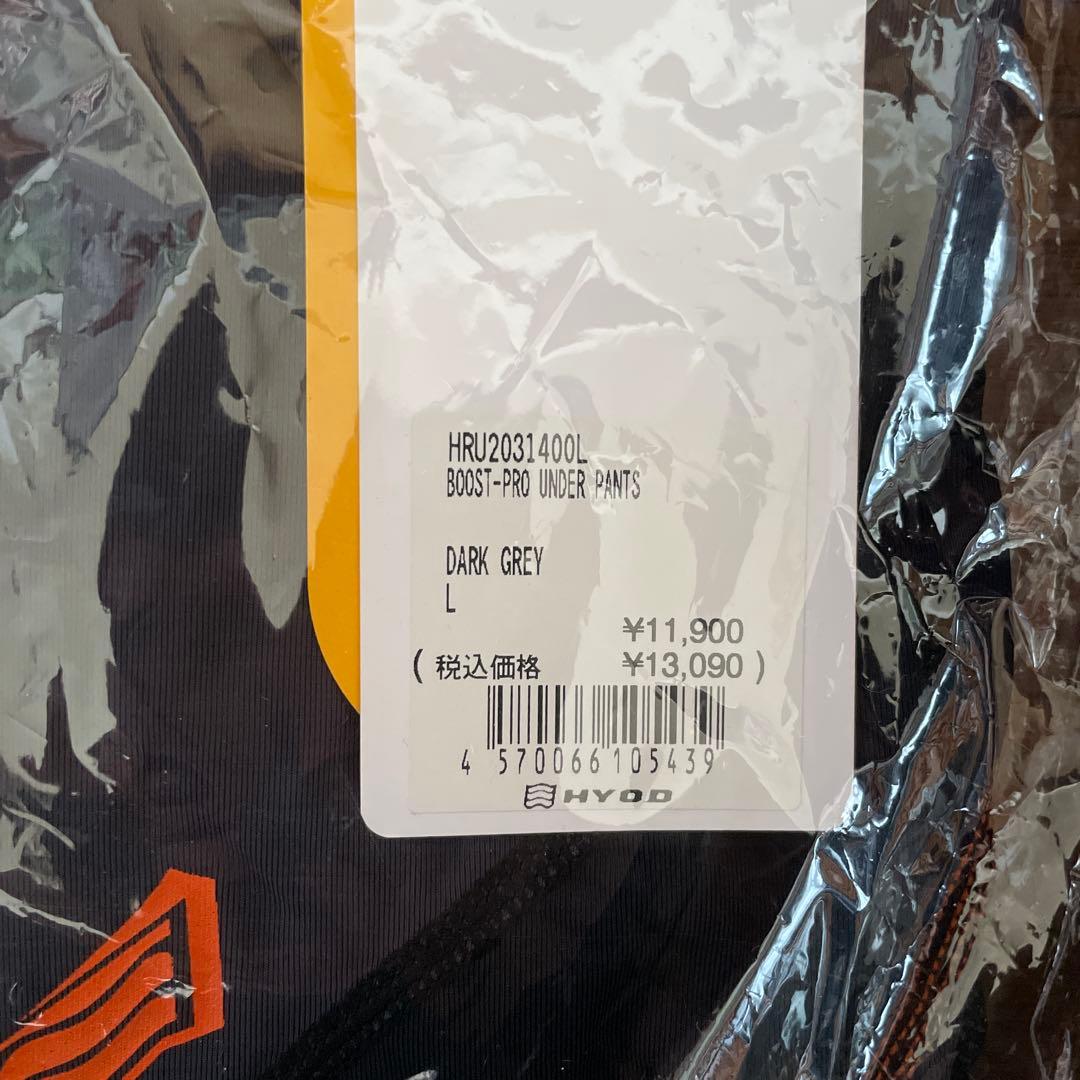 HRU2031400L
BOOST-PRO UNDER PANTS
DARK GREY
L
¥11,900
( 税込価格 ¥13,090 )
4 570066 105439
HYOD